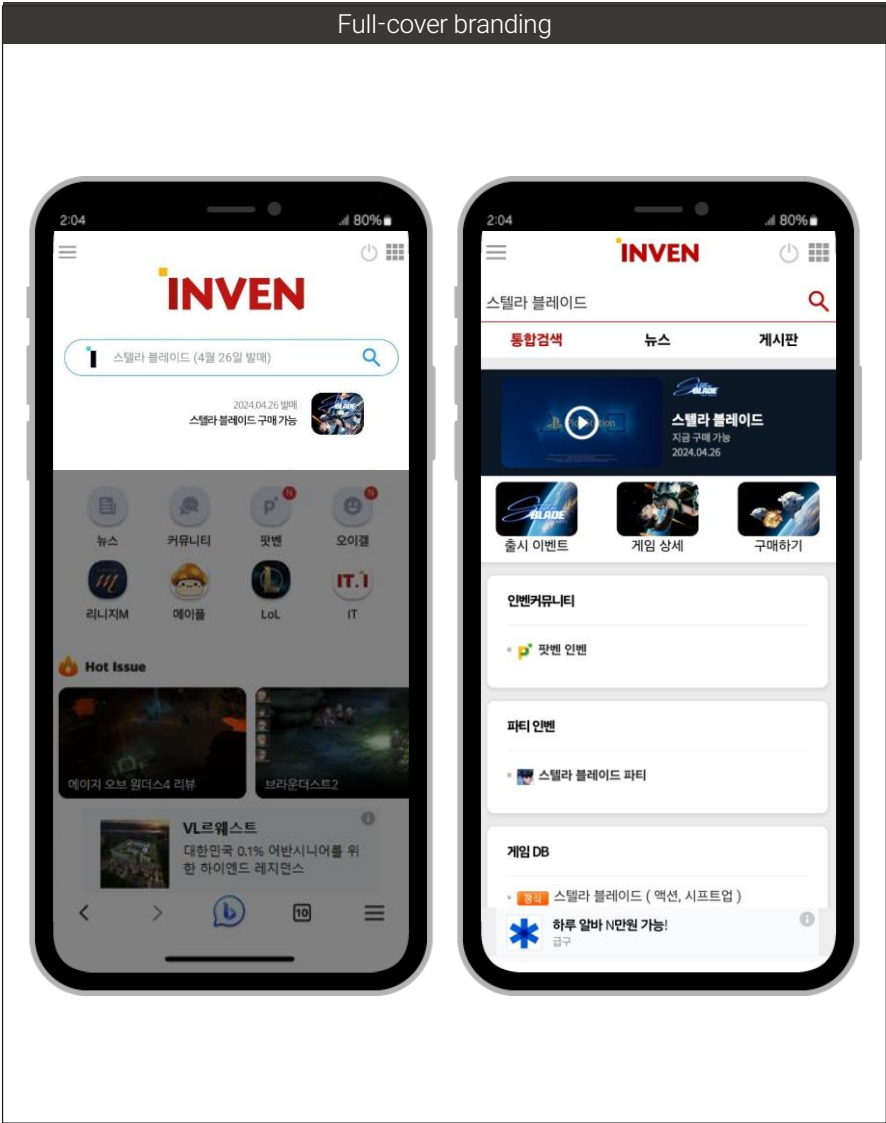 Full-cover branding
2:04
80%
INVEN
스텔라 블레이드 (4월 26일 발매)
2024.04.26 발매
스텔라 블레이드 구매 가능
BLADE
뉴스
커뮤니티
팟벤
오이갤
리니지M
메이플
LoL
IT
Hot Issue
에이지 오브 원더스4 리뷰
브라운더스트2
VL르웨스트
대한민국 0.1% 어반시니어를 위
한 하이엔드 레지던스
10
2:04
80%
INVEN
스텔라 블레이드
통합검색 뉴스 게시판
BLADE
스텔라 블레이드
지금 구매 가능
2024.04.26
BLADE
출시 이벤트
게임 상세
구매하기
인벤커뮤니티
팟벤 인벤
파티 인벤
스텔라 블레이드 파티
게임 DB
정식 스텔라 블레이드 ( 액션, 시프트업 )
하루 알바 N만원 가능!
급구